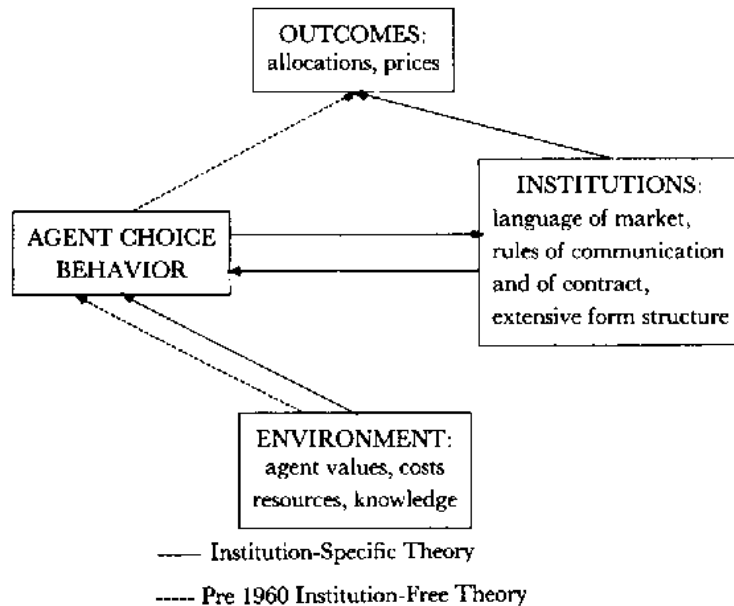 OUTCOMES:
allocations, prices
INSTITUTIONS:
language of market,
rules of communication
and of contract,
extensive form structure
AGENT CHOICE
BEHAVIOR
ENVIRONMENT:
agent values, costs
resources, knowledge
Institution-Specific Theory
Pre 1960 Institution-Free Theory